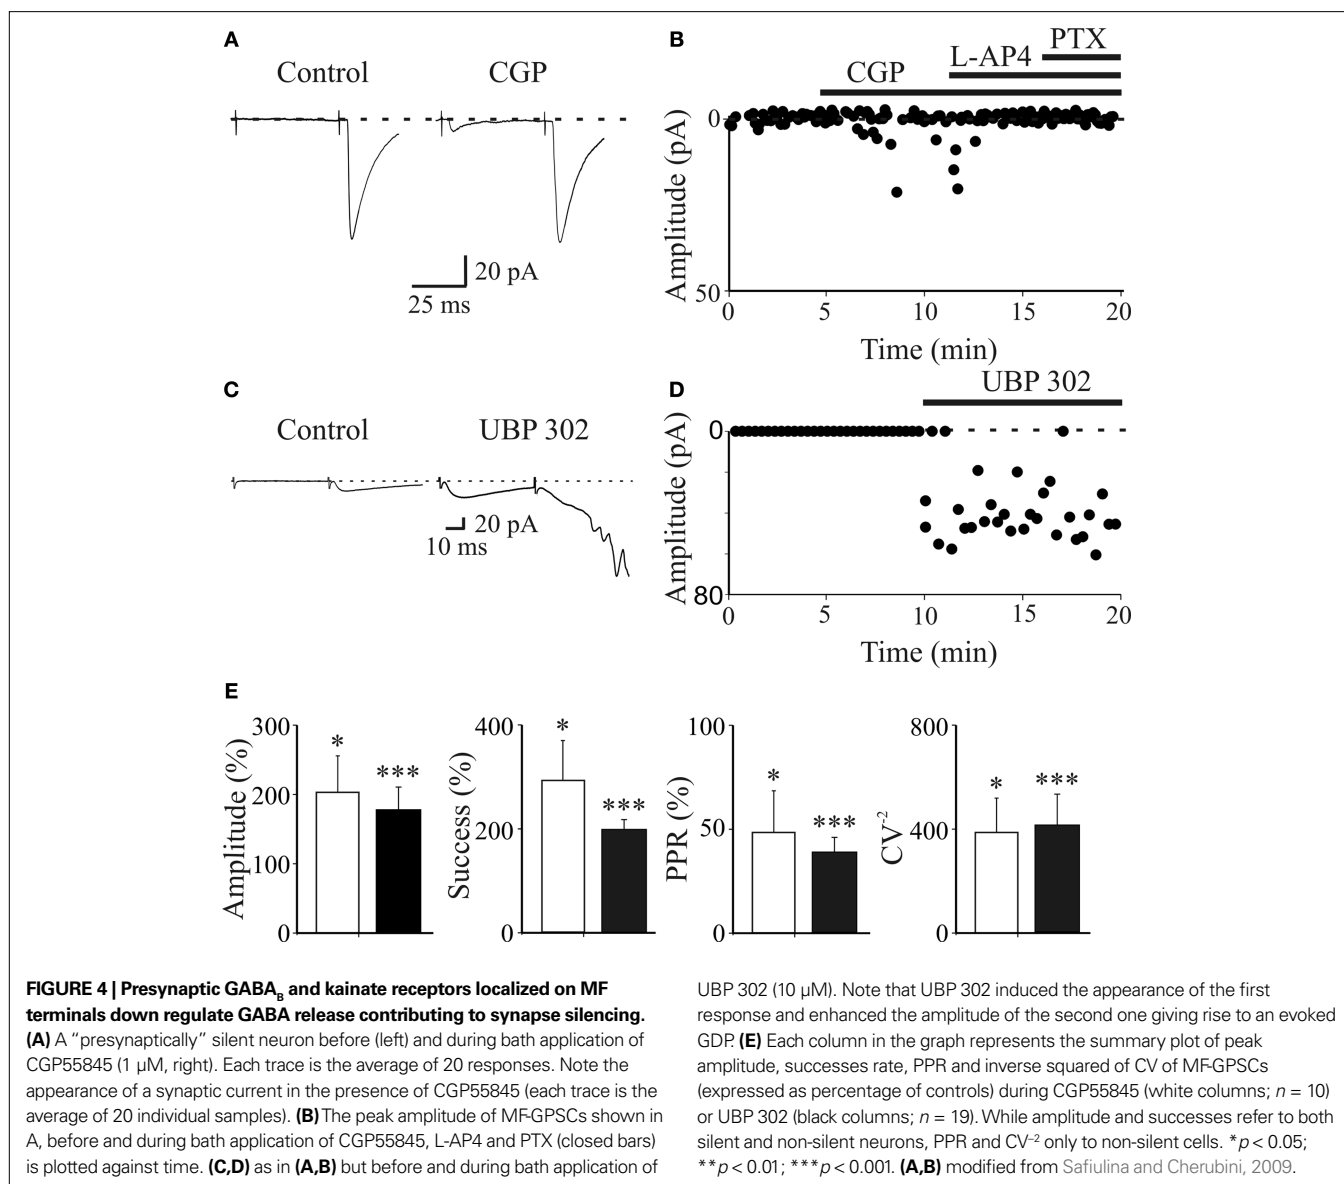 A
Control
CGP
20 pA
25 ms
B
PTX
L-AP4
CGP
Amplitude (pA)
0
50
0
5
10
15
20
Time (min)
C
Control
UBP 302
20 pA
10 ms
D
UBP 302
Amplitude (pA)
0
80
0
5
10
15
20
Time (min)
E
Amplitude (%)
300
200
100
0
*
***
Success (%)
400
200
0
*
***
PPR (%)
100
50
0
*
***
CV-2
800
400
0
*
***
FIGURE 4 | Presynaptic GABAB and kainate receptors localized on MF
terminals down regulate GABA release contributing to synapse silencing.
(A) A “presynaptically” silent neuron before (left) and during bath application of
CGP55845 (1 μM, right). Each trace is the average of 20 responses. Note the
appearance of a synaptic current in the presence of CGP55845 (each trace is the
average of 20 individual samples). (B) The peak amplitude of MF-GPSCs shown in
A, before and during bath application of CGP55845, L-AP4 and PTX (closed bars)
is plotted against time. (C,D) as in (A,B) but before and during bath application of
UBP 302 (10 μM). Note that UBP 302 induced the appearance of the first
response and enhanced the amplitude of the second one giving rise to an evoked
GDP. (E) Each column in the graph represents the summary plot of peak
amplitude, successes rate, PPR and inverse squared of CV of MF-GPSCs
(expressed as percentage of controls) during CGP55845 (white columns; n = 10)
or UBP 302 (black columns; n = 19). While amplitude and successes refer to both
silent and non-silent neurons, PPR and CV–2 only to non-silent cells. *p < 0.05;
**p < 0.01; ***p < 0.001. (A,B) modified from Safiulina and Cherubini, 2009.